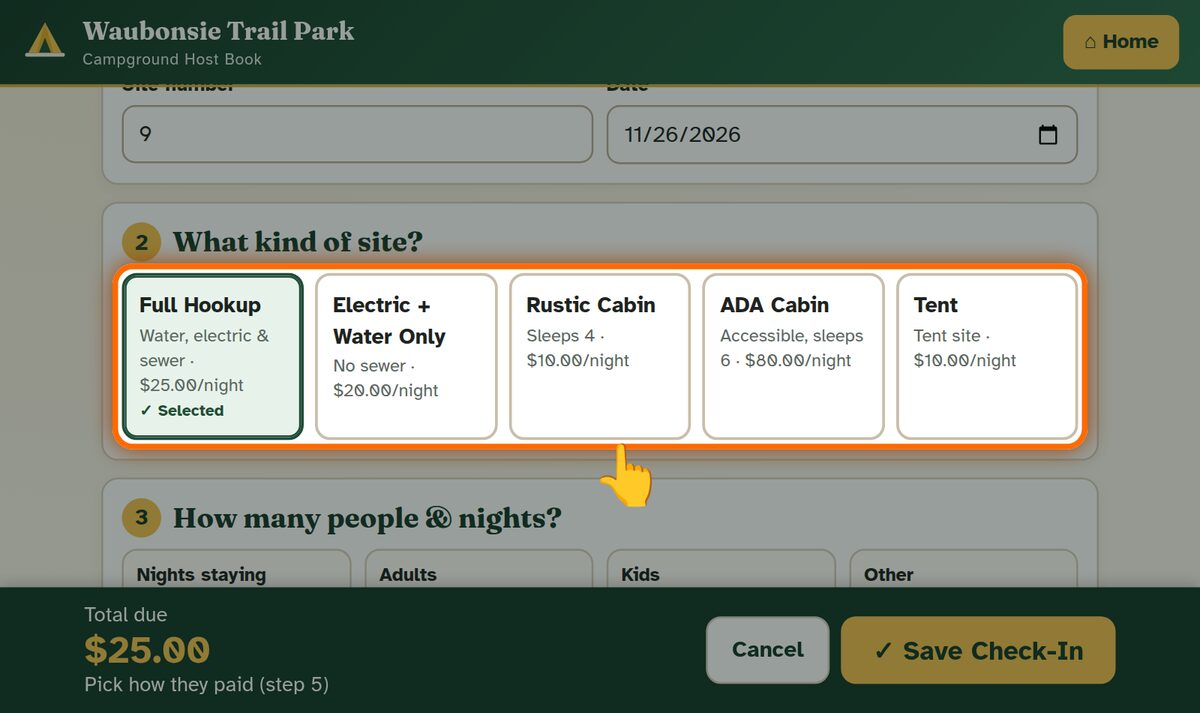 Waubonsie Trail Park
Campground Host Book
⌂ Home
Site number
Date
9
11/26/2026
2
What kind of site?
Full Hookup
Water, electric &
sewer ·
$25.00/night
✓ Selected
Electric +
Water Only
No sewer ·
$20.00/night
Rustic Cabin
Sleeps 4 ·
$10.00/night
ADA Cabin
Accessible, sleeps
6 · $80.00/night
Tent
Tent site ·
$10.00/night
3
How many people & nights?
Nights staying
Adults
Kids
Other
Total due
$25.00
Pick how they paid (step 5)
Cancel
✓ Save Check-In